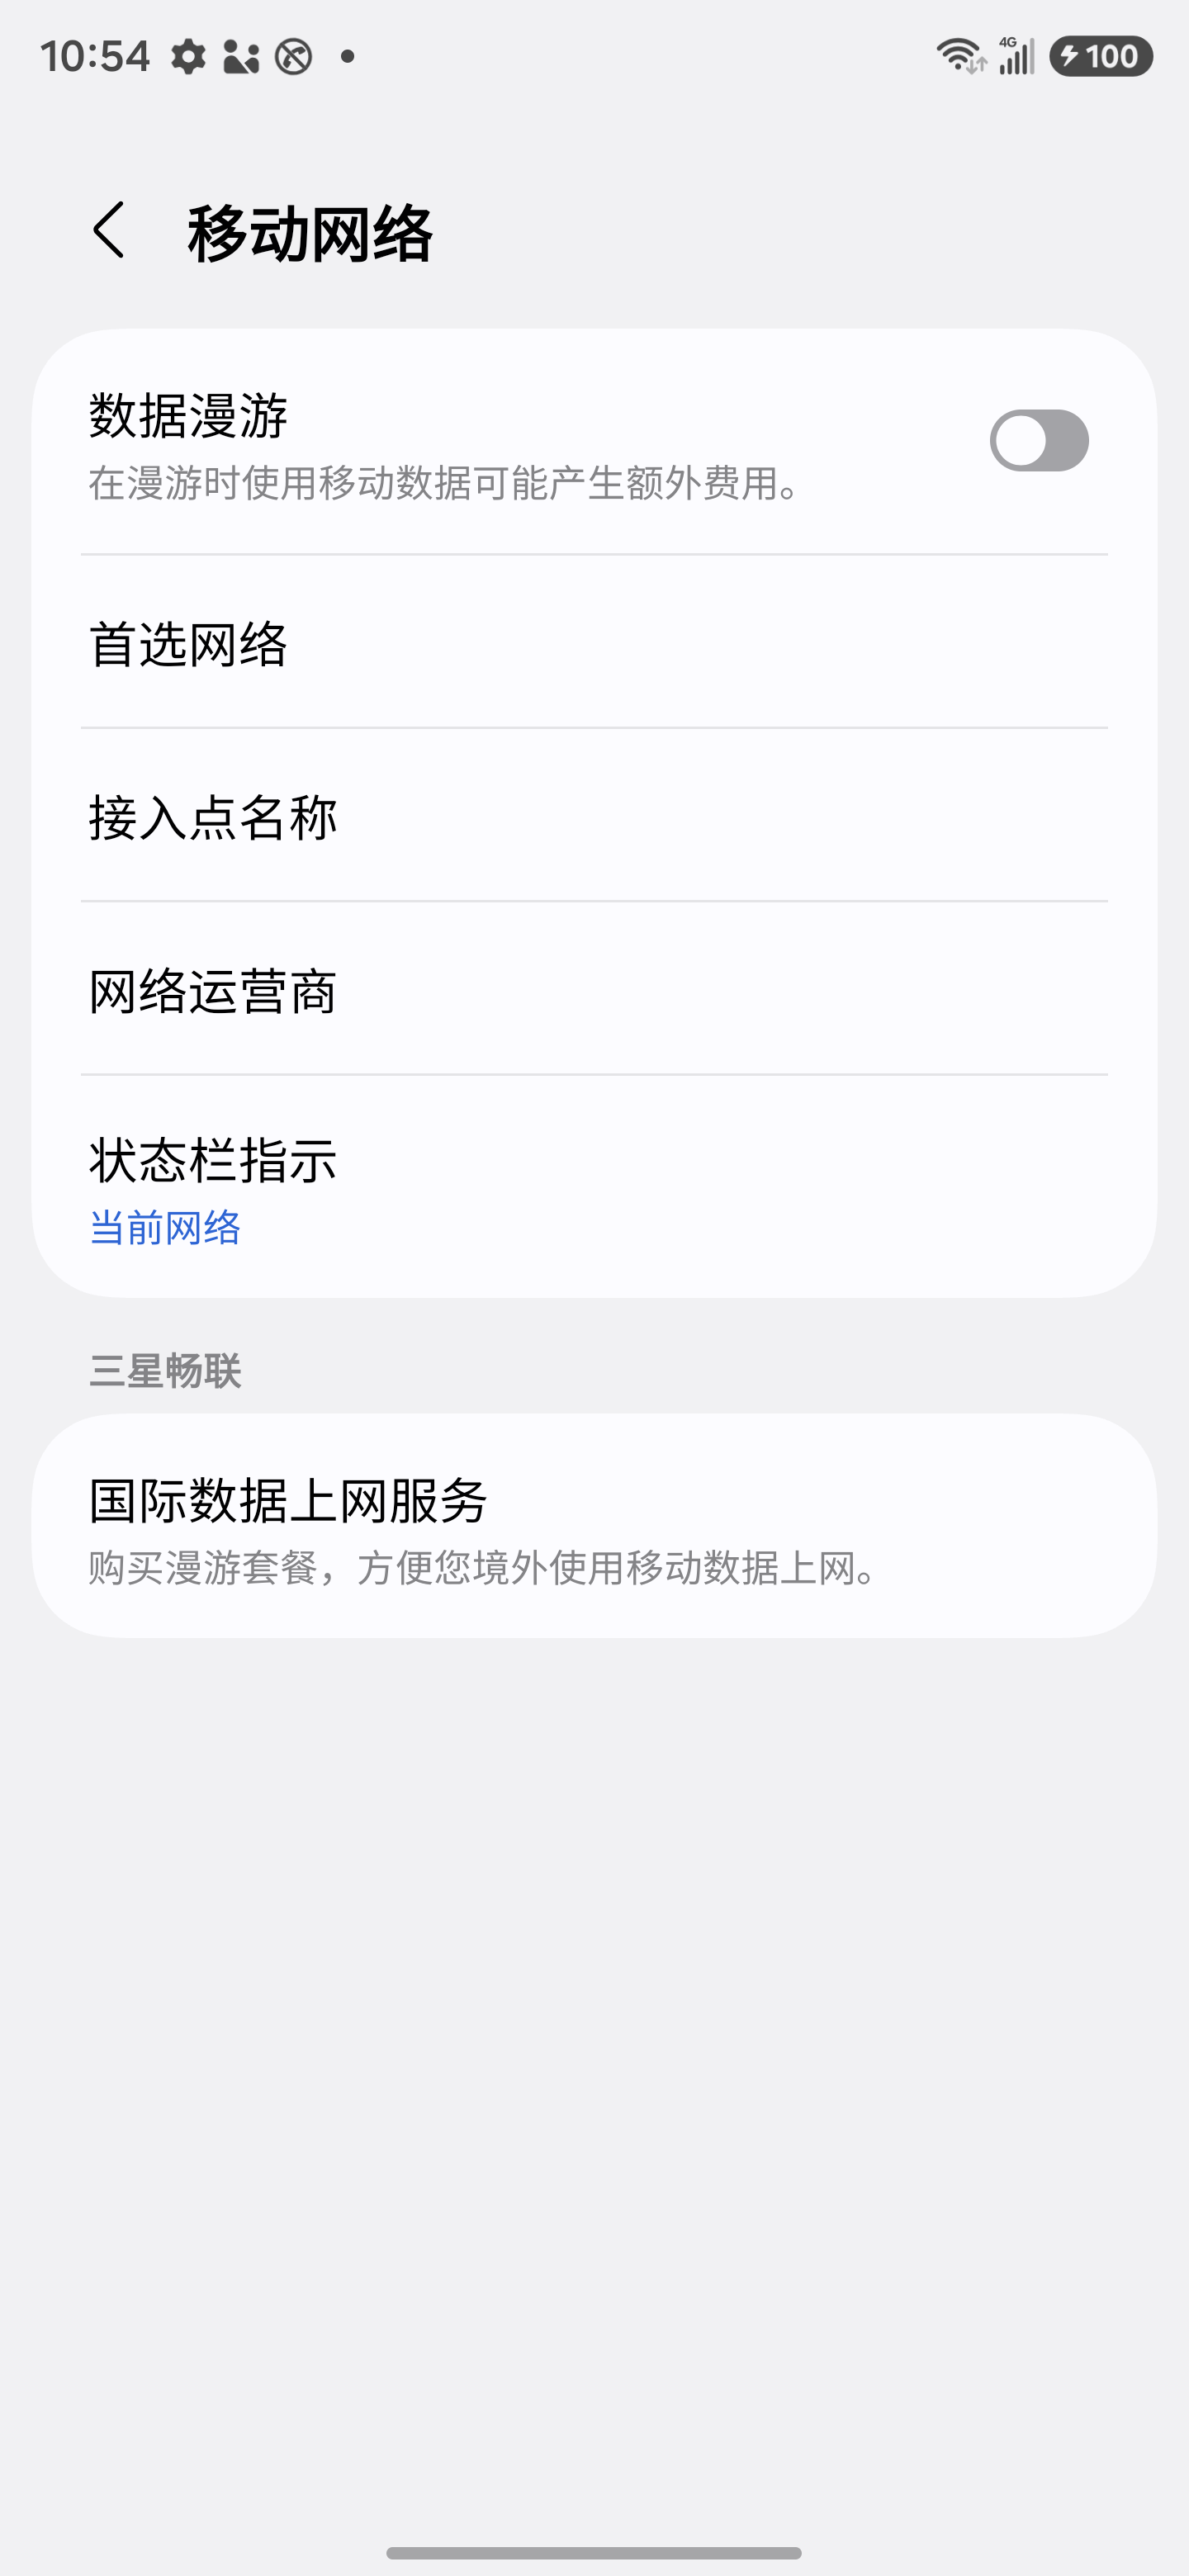 10:54
4G
100
移动网络
数据漫游
在漫游时使用移动数据可能产生额外费用。
首选网络
接入点名称
网络运营商
状态栏指示
当前网络
三星畅联
国际数据上网服务
购买漫游套餐，方便您境外使用移动数据上网。